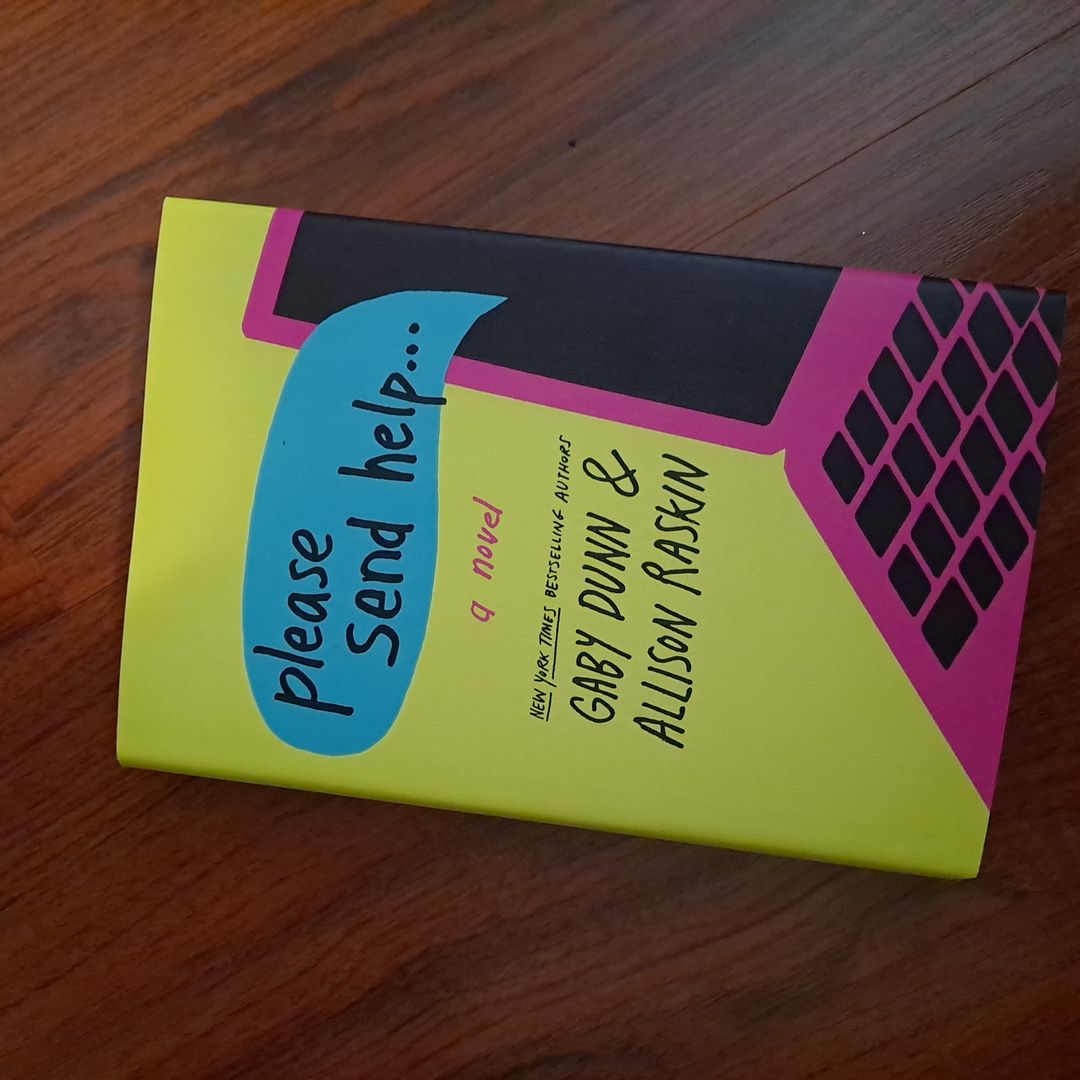 please
send help...
a novel
NEW YORK TIMES BESTSELLING AUTHORS
GABY DUNN &
ALLISON RASKIN